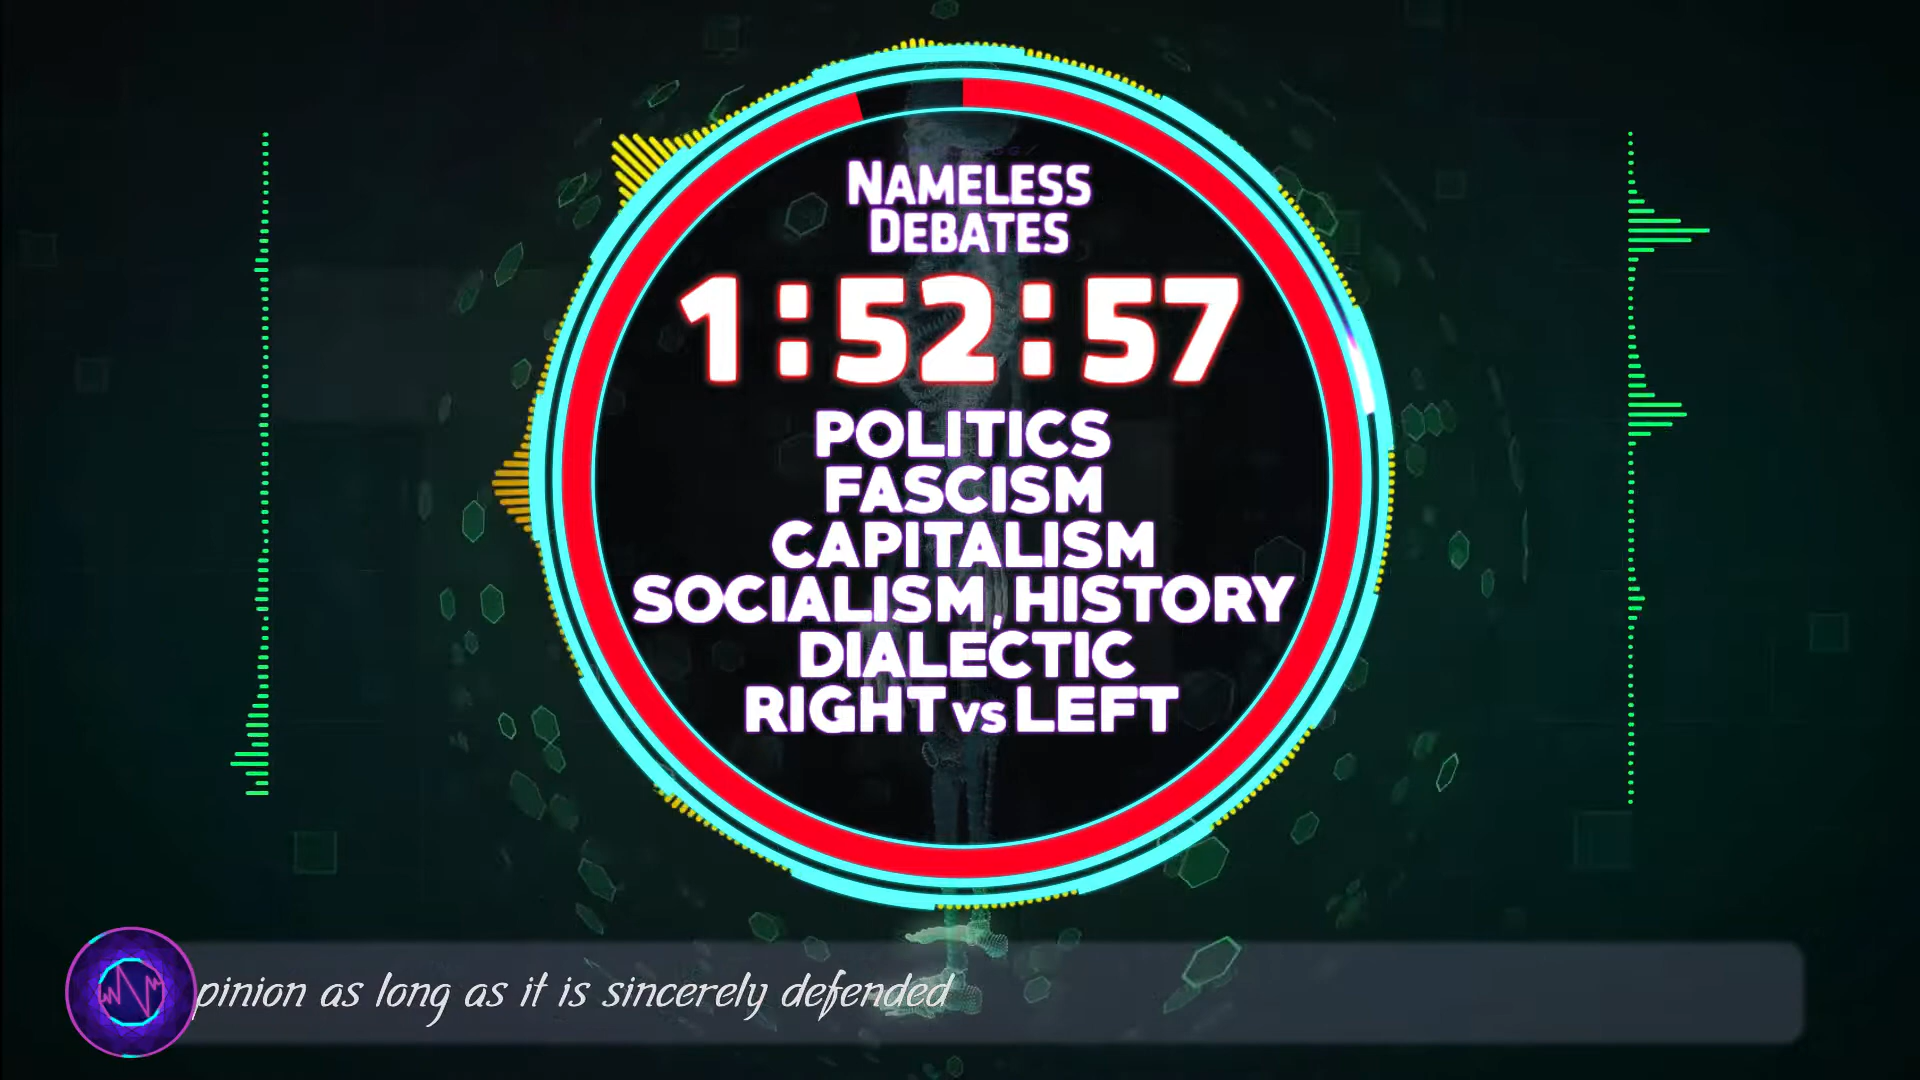 NAMELESS
DEBATES
1:52:57
POLITICS
FASCISM
CAPITALISM
SOCIALISM, HISTORY
DIALECTIC
RIGHT vs LEFT
pinion as long as it is sincerely defended